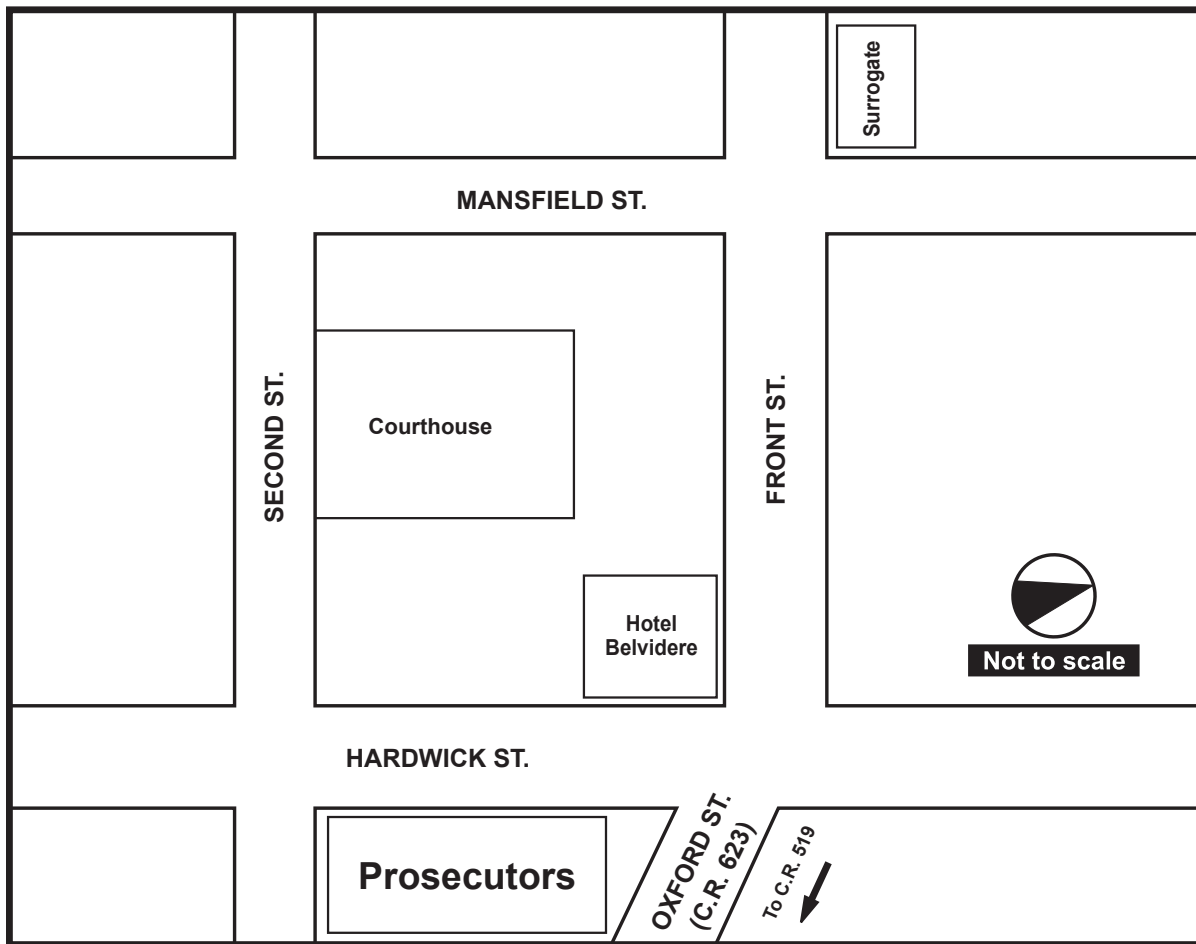 Surrogate
MANSFIELD ST.
SECOND ST.
Courthouse
FRONT ST.
Hotel
Belvidere
Not to scale
HARDWICK ST.
Prosecutors
OXFORD ST.
(C.R. 623)
To C.R. 519